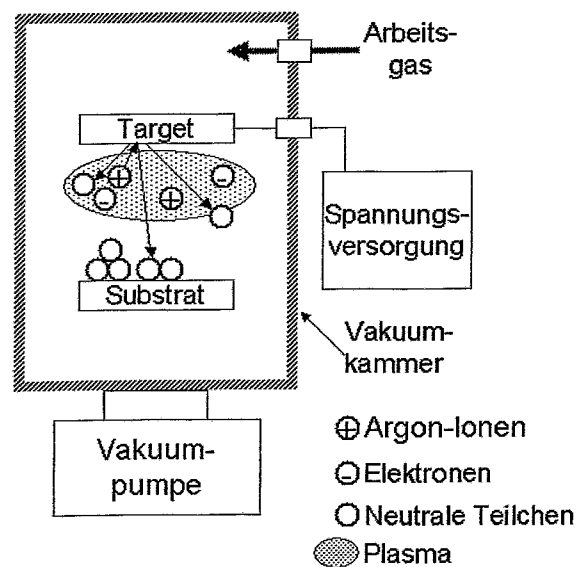 Arbeits-
gas
Target
+
-
-
+
Spannungs-
versorgung
Substrat
Vakuum-
kammer
Vakuum-
pumpe
+ Argon-Ionen
- Elektronen
Neutrale Teilchen
Plasma